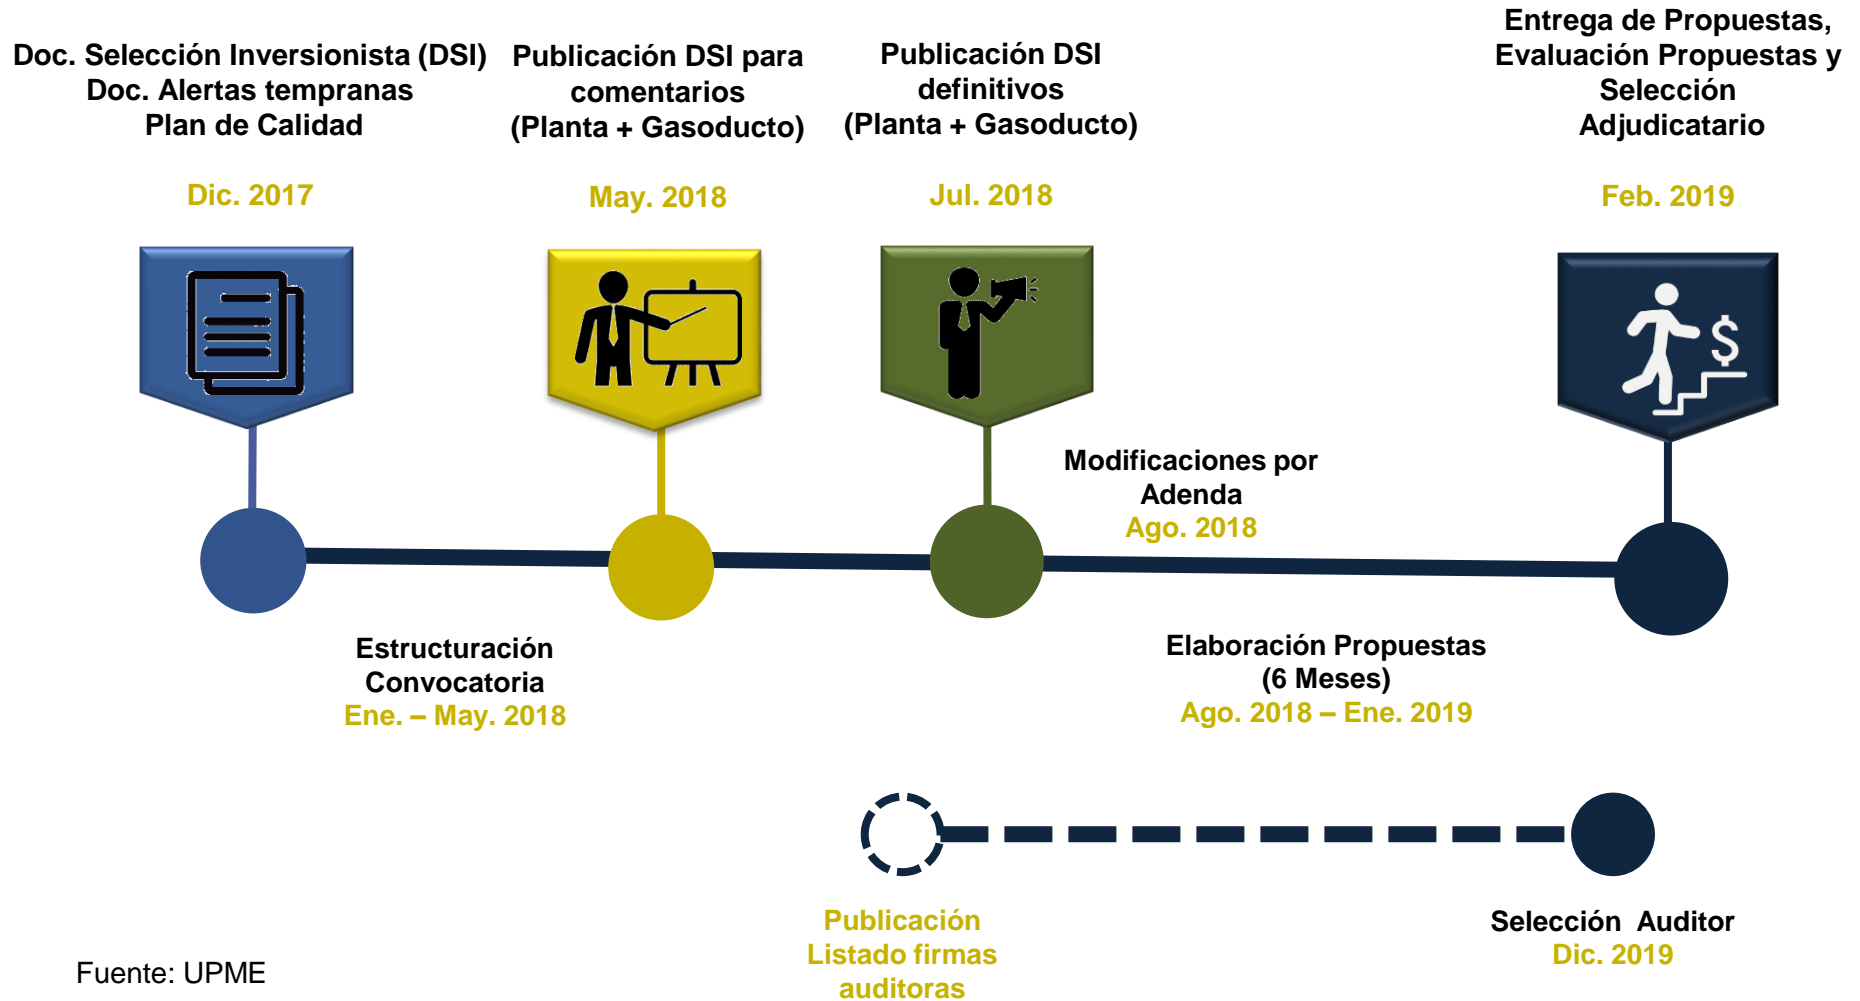 Doc. Selección Inversionista (DSI)
Doc. Alertas tempranas
Plan de Calidad
Dic. 2017
Publicación DSI para
comentarios
(Planta + Gasoducto)
May. 2018
Publicación DSI
definitivos
(Planta + Gasoducto)
Jul. 2018
Entrega de Propuestas,
Evaluación Propuestas y
Selección
Adjudicatario
Feb. 2019
$
Modificaciones por
Adenda
Ago. 2018
Estructuración
Convocatoria
Ene. – May. 2018
Elaboración Propuestas
(6 Meses)
Ago. 2018 – Ene. 2019
Publicación
Listado firmas
auditoras
Selección  Auditor
Dic. 2019
Fuente: UPME